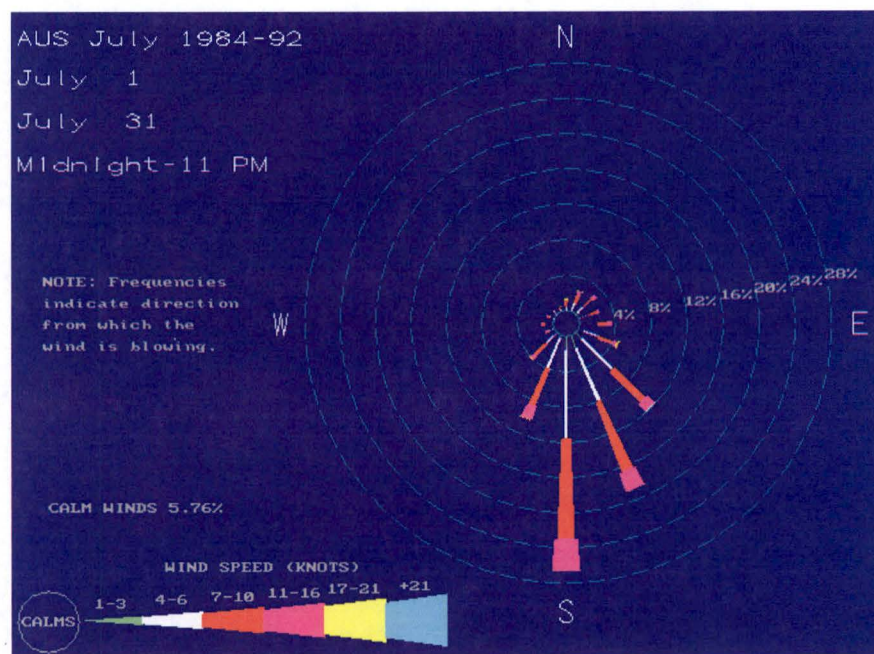 AUS July 1984-92
July 1
July 31
Midnight-11 PM
N
NOTE: Frequencies
indicate direction
from which the
wind is blowing.
W
4% 8% 12% 16% 20% 24% 28%
E
CALM WINDS 5.76%
WIND SPEED (KNOTS)
1-3 4-6 7-10 11-16 17-21 +21
CALMS
S